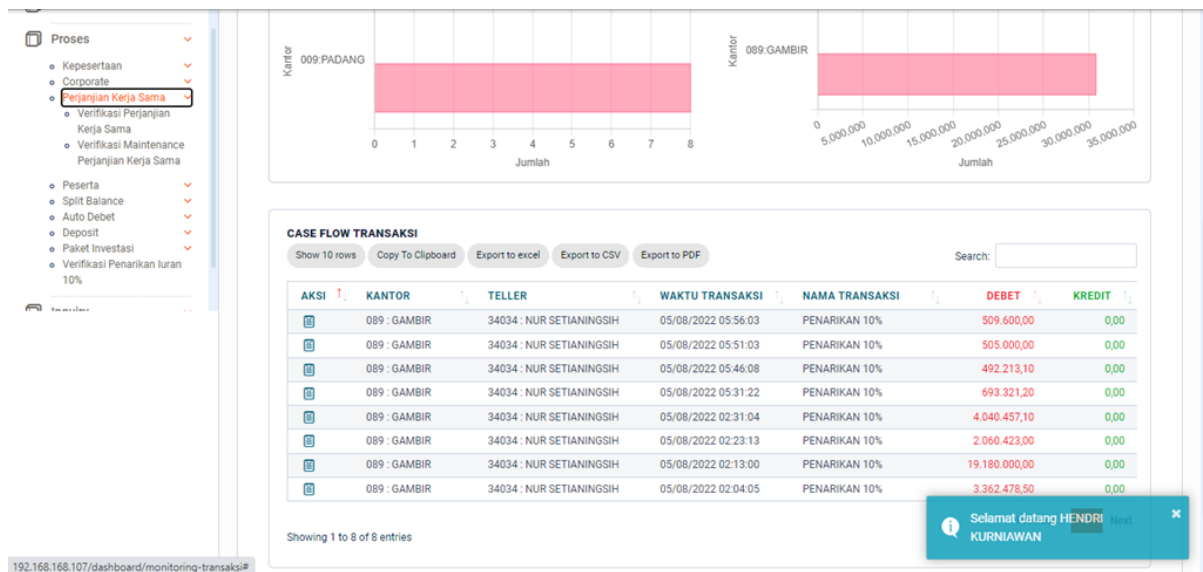 Proses
Kepesertaan
Corporate
Perjanjian Kerja Sama
Verifikasi Perjanjian
Kerja Sama
Verifikasi Maintenance
Perjanjian Kerja Sama
Peserta
Split Balance
Auto Debet
Deposit
Paket Investasi
Verifikasi Penarikan Iuran
10%
Kantor
009:PADANG
0 1 2 3 4 5 6 7 8
Jumlah
Kantor
089:GAMBIR
0 5,000,000 10,000,000 15,000,000 20,000,000 25,000,000 30,000,000 35,000,000
Jumlah
CASE FLOW TRANSAKSI
Show 10 rows Copy To Clipboard Export to excel Export to CSV Export to PDF Search:
AKSI KANTOR TELLER WAKTU TRANSAKSI NAMA TRANSAKSI DEBET KREDIT
089 : GAMBIR 34034 : NUR SETIANINGSIH 05/08/2022 05:56:03 PENARIKAN 10% 509.600,00 0,00
089 : GAMBIR 34034 : NUR SETIANINGSIH 05/08/2022 05:51:03 PENARIKAN 10% 505.000,00 0,00
089 : GAMBIR 34034 : NUR SETIANINGSIH 05/08/2022 05:46:08 PENARIKAN 10% 492.213,10 0,00
089 : GAMBIR 34034 : NUR SETIANINGSIH 05/08/2022 05:31:22 PENARIKAN 10% 693.321,20 0,00
089 : GAMBIR 34034 : NUR SETIANINGSIH 05/08/2022 02:31:04 PENARIKAN 10% 4.040.457,10 0,00
089 : GAMBIR 34034 : NUR SETIANINGSIH 05/08/2022 02:23:13 PENARIKAN 10% 2.060.423,00 0,00
089 : GAMBIR 34034 : NUR SETIANINGSIH 05/08/2022 02:13:00 PENARIKAN 10% 19.180.000,00 0,00
089 : GAMBIR 34034 : NUR SETIANINGSIH 05/08/2022 02:04:05 PENARIKAN 10% 3.362.478,50 0,00
Showing 1 to 8 of 8 entries
Next
Selamat datang HENDRI
KURNIAWAN
192.168.168.107/dashboard/monitoring-transaksi#